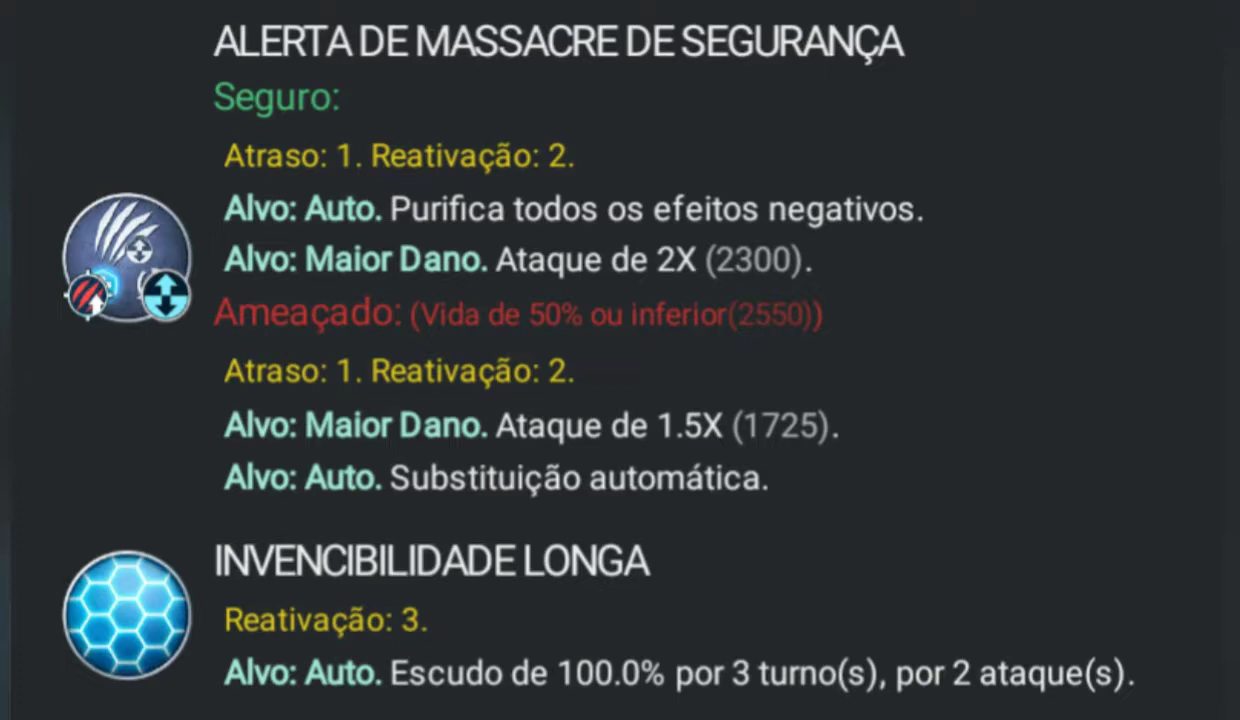 ALERTA DE MASSACRE DE SEGURANÇA
Seguro:
Atraso: 1. Reativação: 2.
Alvo: Auto. Purifica todos os efeitos negativos.
Alvo: Maior Dano. Ataque de 2X (2300).
Ameaçado: (Vida de 50% ou inferior(2550))
Atraso: 1. Reativação: 2.
Alvo: Maior Dano. Ataque de 1.5X (1725).
Alvo: Auto. Substituição automática.
INVENCIBILIDADE LONGA
Reativação: 3.
Alvo: Auto. Escudo de 100.0% por 3 turno(s), por 2 ataque(s).